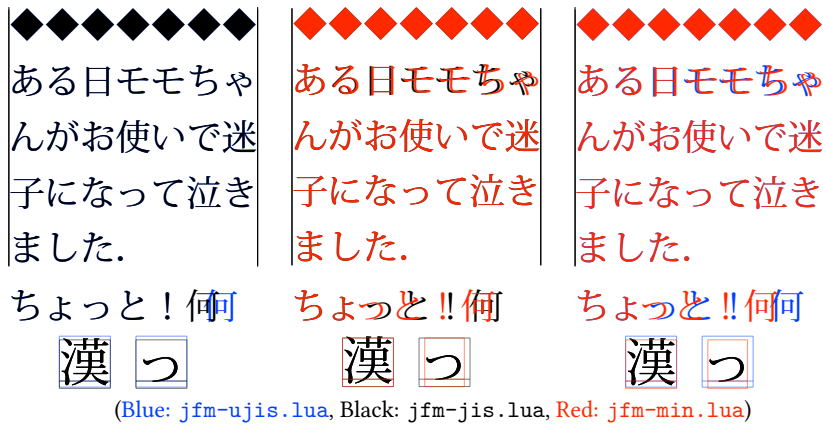 ◆◆◆◆◆◆◆
ある日モモちゃ
んがお使いで迷
子になって泣き
ました.
ちょっと！何
漢 っ
◆◆◆◆◆◆◆
ある日モモちゃ
んがお使いで迷
子になって泣き
ました.
ちょっと！何
漢 っ
◆◆◆◆◆◆◆
ある日モモちゃ
んがお使いで迷
子になって泣き
ました.
ちょっと！何
漢 っ
(Blue: jfm-ujis.lua, Black: jfm-jis.lua, Red: jfm-min.lua)